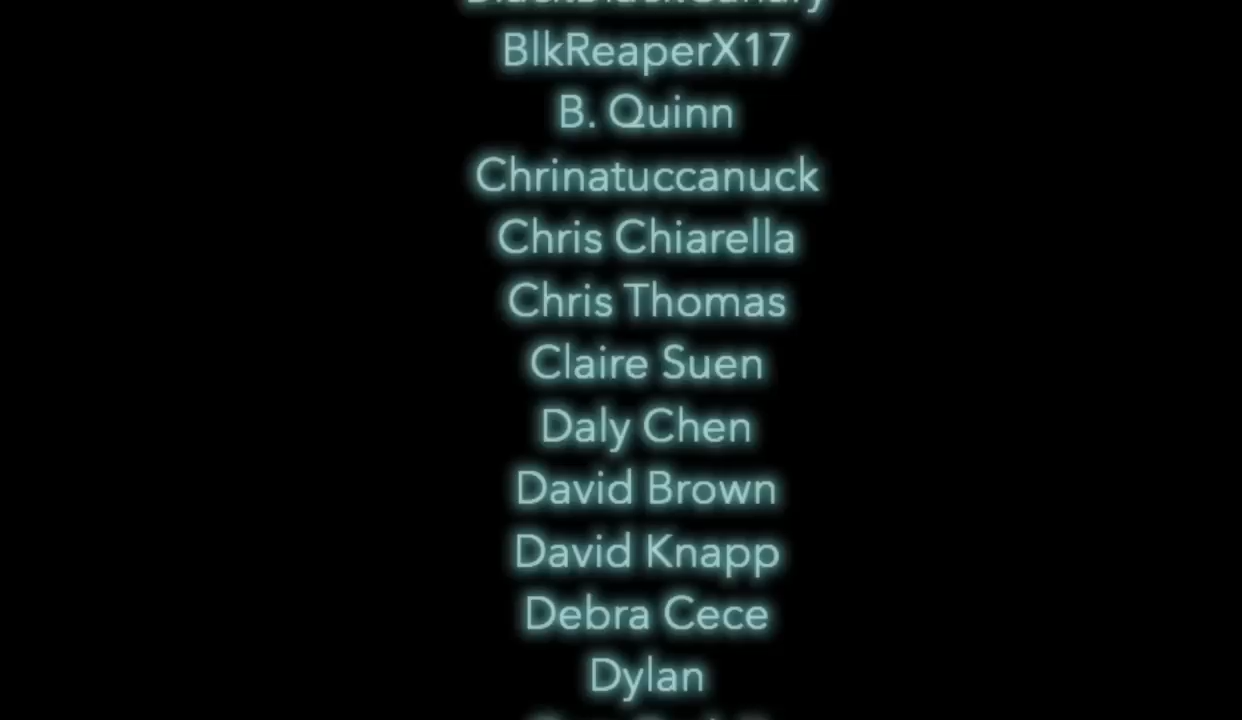 BlkReaperX17
B. Quinn
Chrinatuccanuck
Chris Chiarella
Chris Thomas
Claire Suen
Daly Chen
David Brown
David Knapp
Debra Cece
Dylan